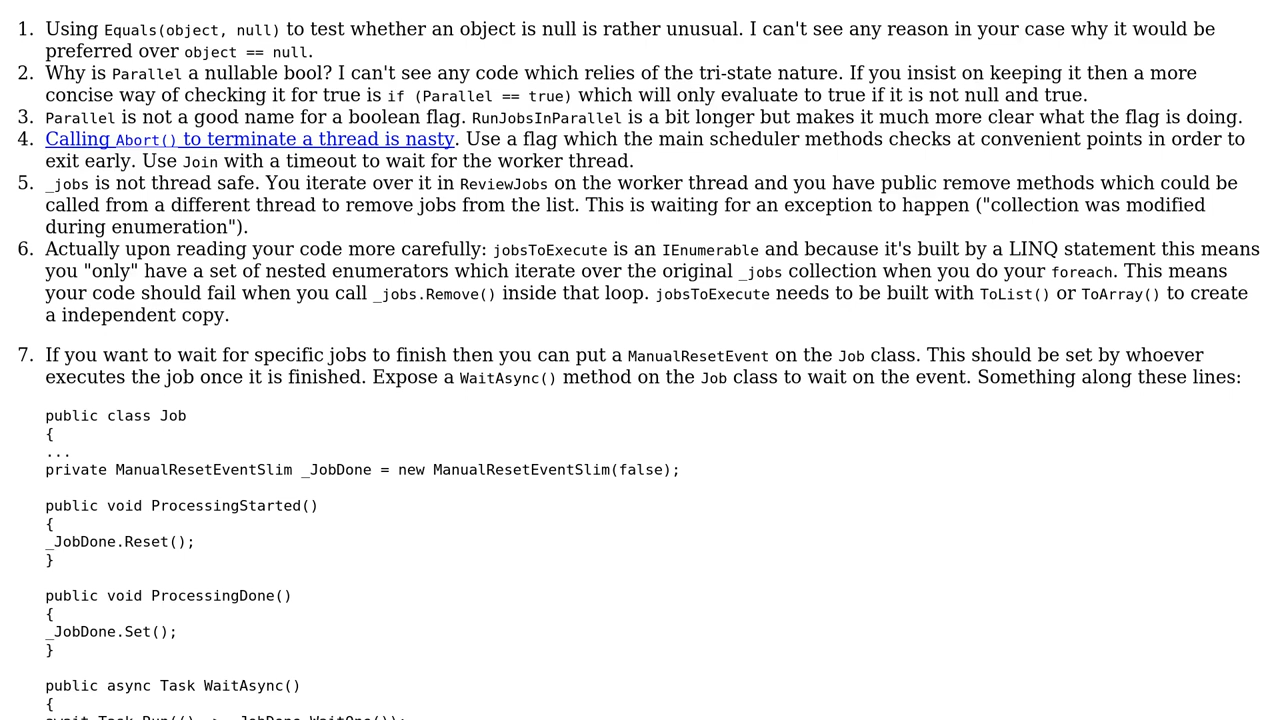 1. Using Equals(object, null) to test whether an object is null is rather unusual. I can't see any reason in your case why it would be
preferred over object == null.
2. Why is Parallel a nullable bool? I can't see any code which relies of the tri-state nature. If you insist on keeping it then a more
concise way of checking it for true is if (Parallel == true) which will only evaluate to true if it is not null and true.
3. Parallel is not a good name for a boolean flag. RunJobsInParallel is a bit longer but makes it much more clear what the flag is doing.
4. Calling Abort() to terminate a thread is nasty. Use a flag which the main scheduler methods checks at convenient points in order to
exit early. Use Join with a timeout to wait for the worker thread.
5. _jobs is not thread safe. You iterate over it in ReviewJobs on the worker thread and you have public remove methods which could be
called from a different thread to remove jobs from the list. This is waiting for an exception to happen ("collection was modified
during enumeration").
6. Actually upon reading your code more carefully: jobsToExecute is an IEnumerable and because it's built by a LINQ statement this means
you "only" have a set of nested enumerators which iterate over the original _jobs collection when you do your foreach. This means
your code should fail when you call _jobs.Remove() inside that loop. jobsToExecute needs to be built with ToList() or ToArray() to create
a independent copy.
7. If you want to wait for specific jobs to finish then you can put a ManualResetEvent on the Job class. This should be set by whoever
executes the job once it is finished. Expose a WaitAsync() method on the Job class to wait on the event. Something along these lines:
public class Job
{
...
private ManualResetEventSlim _JobDone = new ManualResetEventSlim(false);
public void ProcessingStarted()
{
_JobDone.Reset();
}
public void ProcessingDone()
{
_JobDone.Set();
}
public async Task WaitAsync()
{